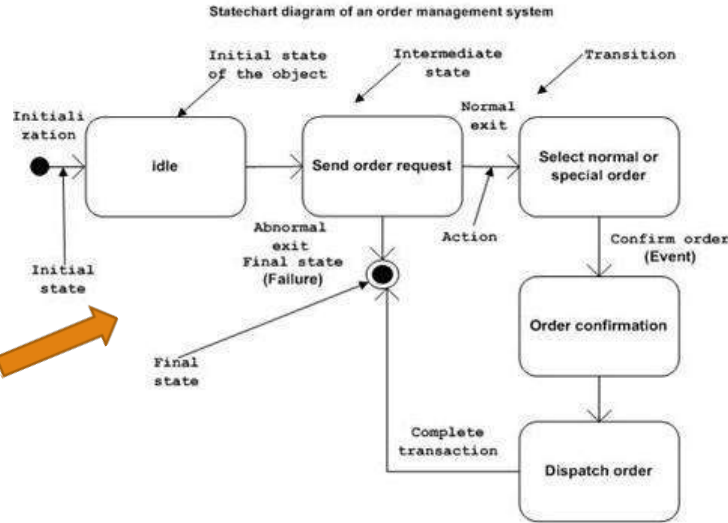 Statechart diagram of an order management system
Initial state
of the object
Intermediate
state
Transition
Initiali
zation
Normal
exit
idle
Send order request
Select normal or
special order
Abnormal
exit
Final state
(Failure)
Action
Confirm order
(Event)
Initial
state
Order confirmation
Final
state
Complete
transaction
Dispatch order